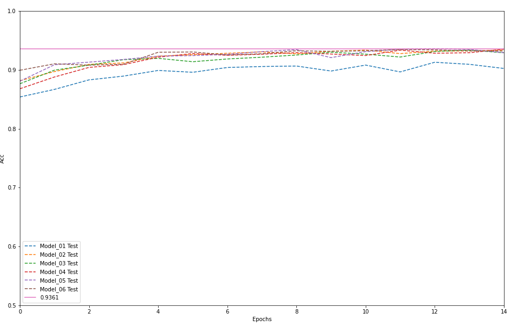 1.0
0.9
0.8
Acc
0.7
0.6
0.5
Model_01 Test
Model_02 Test
Model_03 Test
Model_04 Test
Model_05 Test
Model_06 Test
0.9361
0 2 4 6 8 10 12 14
Epochs